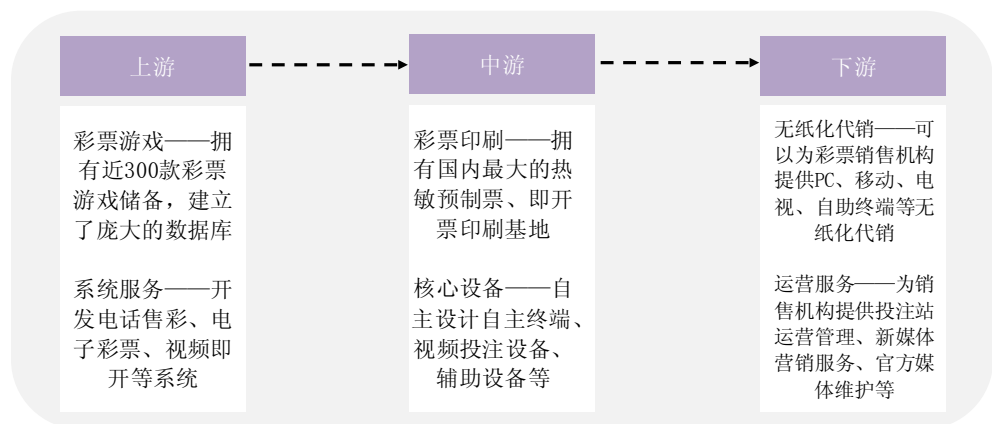 上游
彩票游戏——拥
有近300款彩票
游戏储备，建立
了庞大的数据库
系统服务——开
发电话售彩、电
子彩票、视频即
开等系统
中游
彩票印刷——拥
有国内最大的热
敏预制票、即开
票印刷基地
核心设备——自
主设计自主终端、
视频投注设备、
辅助设备等
下游
无纸化代销——可
以为彩票销售机构
提供PC、移动、电
视、自助终端等无
纸化代销
运营服务——为销
售机构提供投注站
运营管理、新媒体
营销服务、官方媒
体维护等